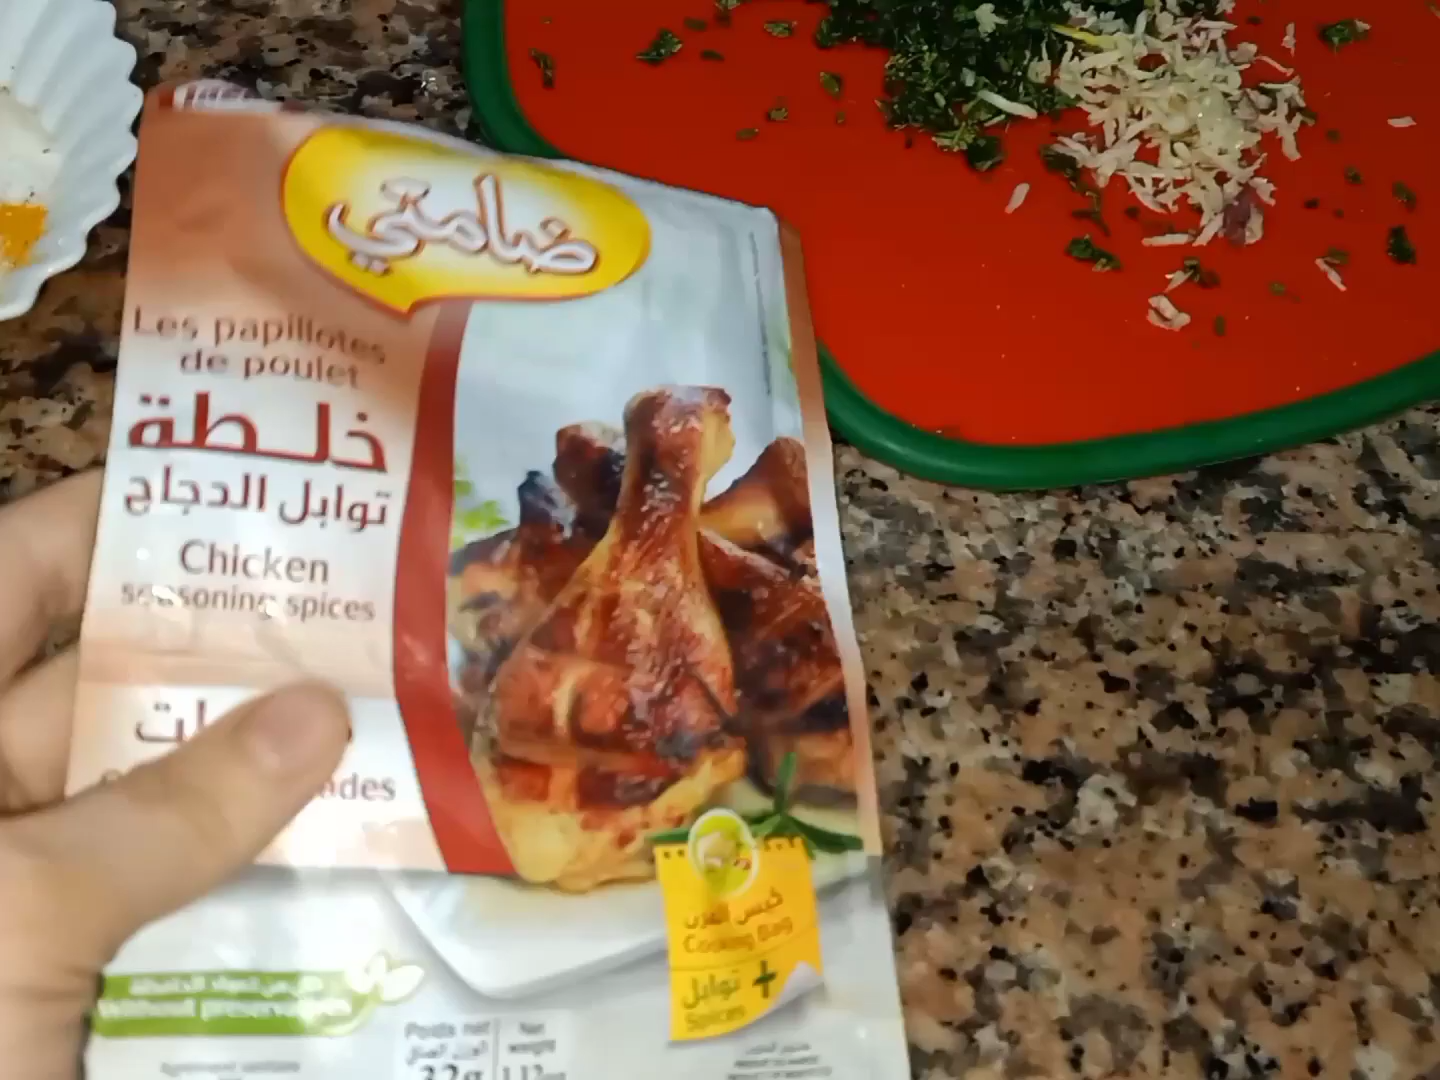 ضامتي
Les papillotes
de poulet
خلطة
توابل الدجاج
Chicken
seasoning spices
كيس الفرن
Cooking Bag
+
توابل
Spices
Without preservatives
Poids net
Net
weight
32g